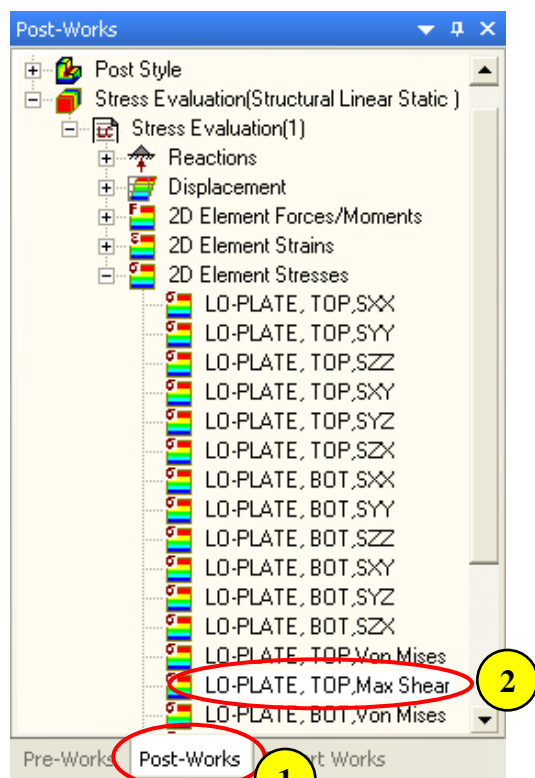 Post-Works
Post Style
Stress Evaluation(Structural Linear Static )
Stress Evaluation(1)
Reactions
Displacement
2D Element Forces/Moments
2D Element Strains
2D Element Stresses
LO-PLATE, TOP,SXX
LO-PLATE, TOP,SYY
LO-PLATE, TOP,SZZ
LO-PLATE, TOP,SXY
LO-PLATE, TOP,SYZ
LO-PLATE, TOP,SZX
LO-PLATE, BOT,SXX
LO-PLATE, BOT,SYY
LO-PLATE, BOT,SZZ
LO-PLATE, BOT,SXY
LO-PLATE, BOT,SYZ
LO-PLATE, BOT,SZX
LO-PLATE, TOP,Von Mises
LO-PLATE, TOP,Max Shear 2
LO-PLATE, BOT,Von Mises
Pre-Works Post-Works 1 rt Works